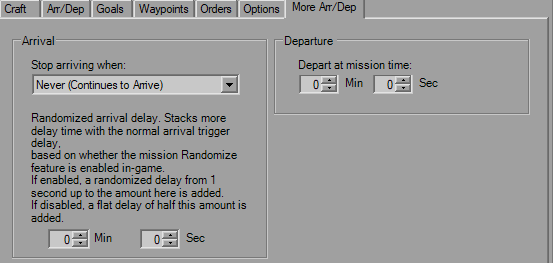 Craft Arr/Dep Goals Waypoints Orders Options More Arr/Dep
Arrival
Stop arriving when:
Never (Continues to Arrive)
Randomized arrival delay. Stacks more
delay time with the normal arrival trigger
delay,
based on whether the mission Randomize
feature is enabled in-game.
If enabled, a randomized delay from 1
second up to the amount here is added.
If disabled, a flat delay of half this amount is
added.
0 Min 0 Sec
Departure
Depart at mission time:
0 Min 0 Sec